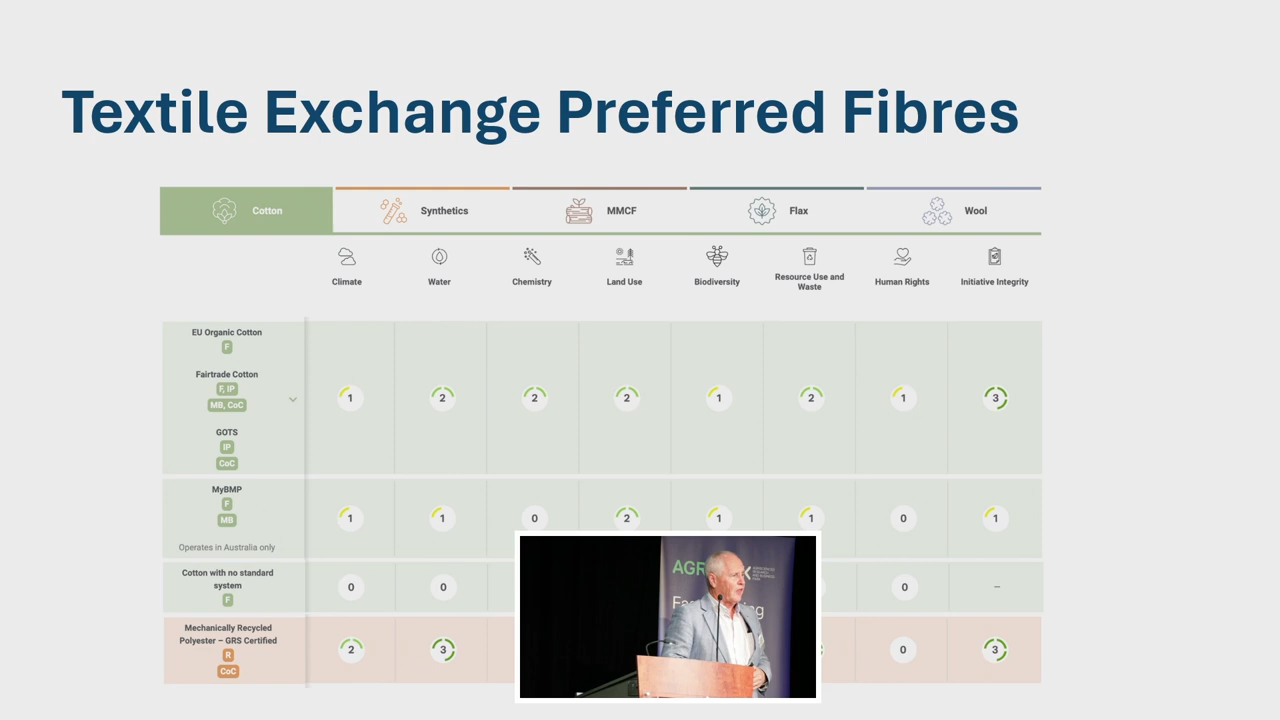 Textile Exchange Preferred Fibres
Cotton
Synthetics
MMCF
Flax
Wool
Climate
Water
Chemistry
Land Use
Biodiversity
Resource Use and
Waste
Human Rights
Initiative Integrity
EU Organic Cotton
F
Fairtrade Cotton
F, IP
MB, CoC
GOTS
IP
CoC
1
2
2
2
1
2
1
3
MyBMP
F
MB
Operates in Australia only
1
1
0
2
1
1
0
1
Cotton with no standard
system
F
0
0
0
–
Mechanically Recycled
Polyester – GRS Certified
R
CoC
2
3
0
3